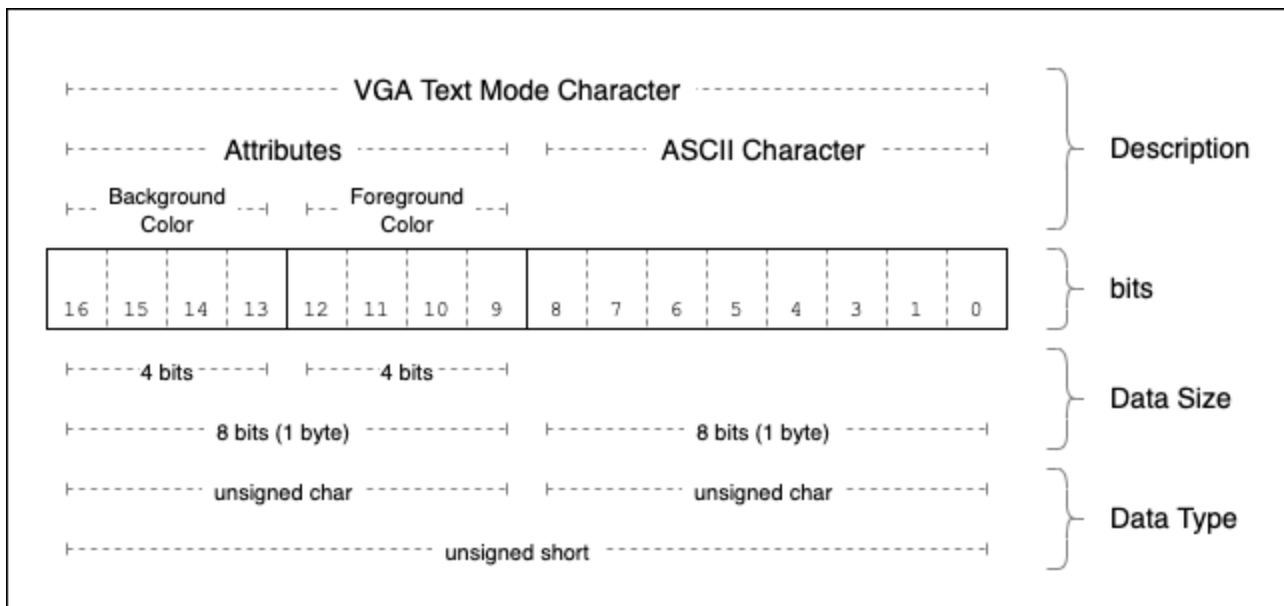 VGA Text Mode Character
Attributes
ASCII Character
Description
Background
Color
Foreground
Color
16 15 14 13 12 11 10 9 8 7 6 5 4 3 1 0
bits
4 bits
4 bits
Data Size
8 bits (1 byte)
8 bits (1 byte)
unsigned char
unsigned char
Data Type
unsigned short